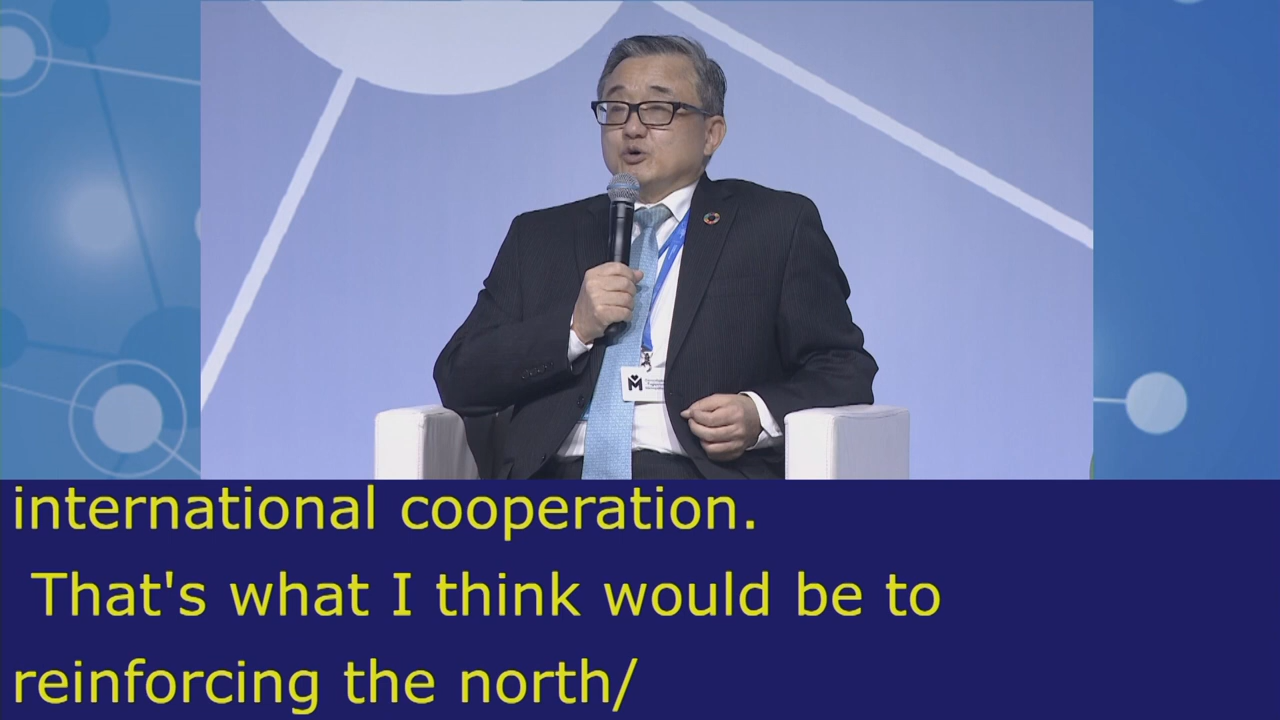 M
international cooperation.
That's what I think would be to
reinforcing the north/